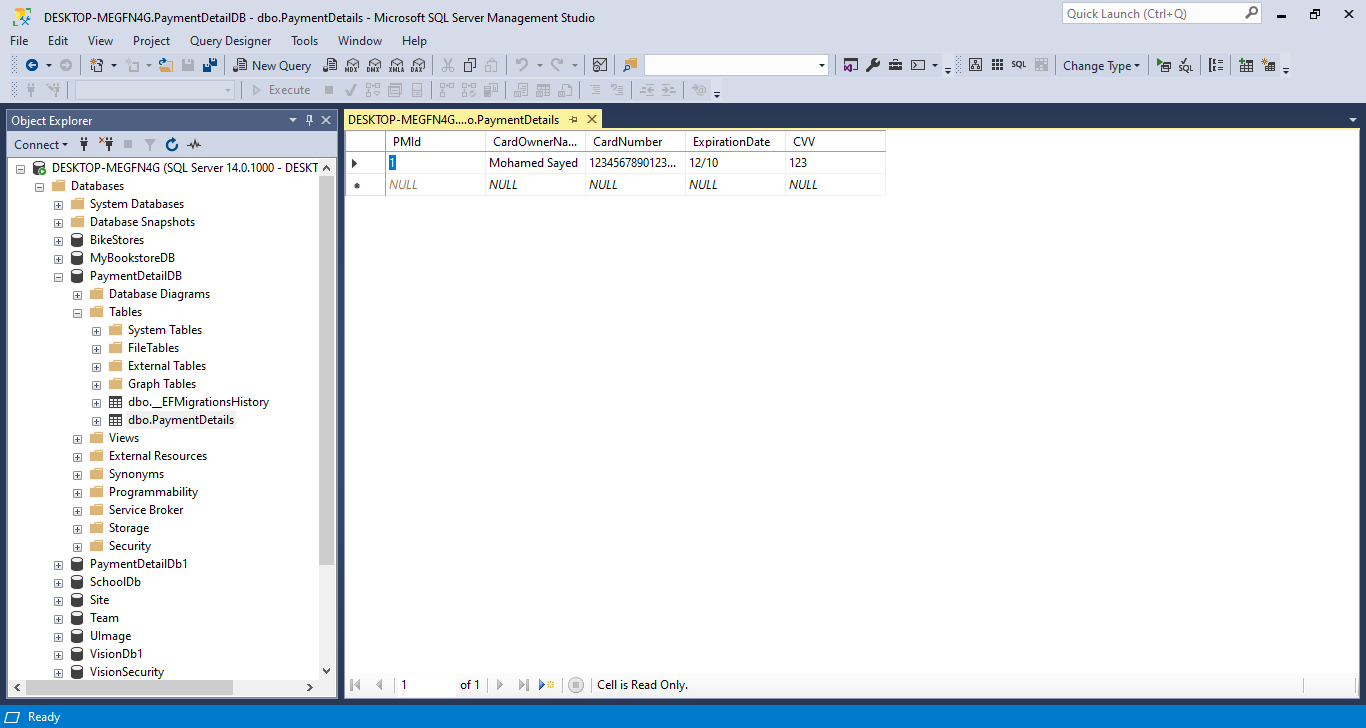 DESKTOP-MEGFN4G.PaymentDetailDB - dbo.PaymentDetails - Microsoft SQL Server Management Studio
Quick Launch (Ctrl+Q)
File Edit View Project Query Designer Tools Window Help
New Query MDX DMX XMLA DAX SQL Change Type SQL
Execute
Object Explorer
Connect
DESKTOP-MEGFN4G (SQL Server 14.0.1000 - DESKT
Databases
System Databases
Database Snapshots
BikeStores
MyBookstoreDB
PaymentDetailDB
Database Diagrams
Tables
System Tables
FileTables
External Tables
Graph Tables
dbo.__EFMigrationsHistory
dbo.PaymentDetails
Views
External Resources
Synonyms
Programmability
Service Broker
Storage
Security
PaymentDetailDb1
SchoolDb
Site
Team
UImage
VisionDb1
VisionSecurity
DESKTOP-MEGFN4G....o.PaymentDetails
PMId CardOwnerNa... CardNumber ExpirationDate CVV
1 Mohamed Sayed 1234567890123... 12/10 123
NULL NULL NULL NULL NULL
1 of 1 Cell is Read Only.
Ready